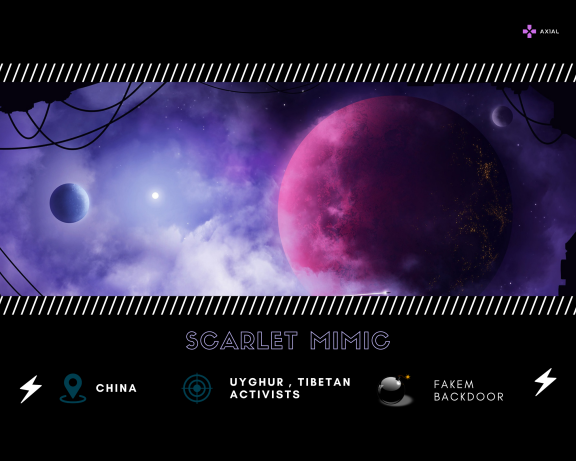 AXIAL
SCARLET MIMIC
CHINA
UYGHUR , TIBETAN
ACTIVISTS
FAKEM
BACKDOOR